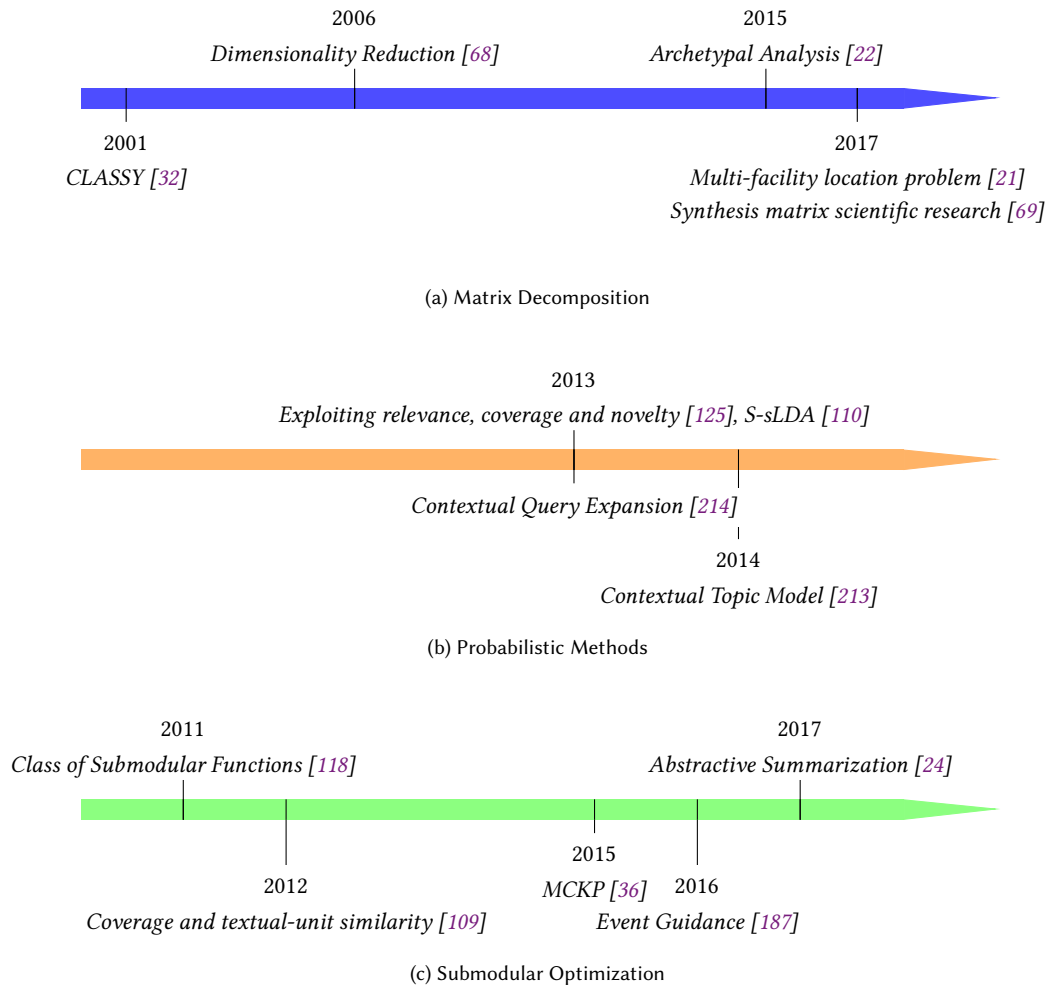 2006
Dimensionality Reduction [68]
2015
Archetypal Analysis [22]
2001
CLASSY [32]
2017
Multi-facility location problem [21]
Synthesis matrix scientific research [69]
(a) Matrix Decomposition
2013
Exploiting relevance, coverage and novelty [125], S-sLDA [110]
Contextual Query Expansion [214]
2014
Contextual Topic Model [213]
(b) Probabilistic Methods
2011
Class of Submodular Functions [118]
2017
Abstractive Summarization [24]
2012
Coverage and textual-unit similarity [109]
2015
MCKP [36]
2016
Event Guidance [187]
(c) Submodular Optimization